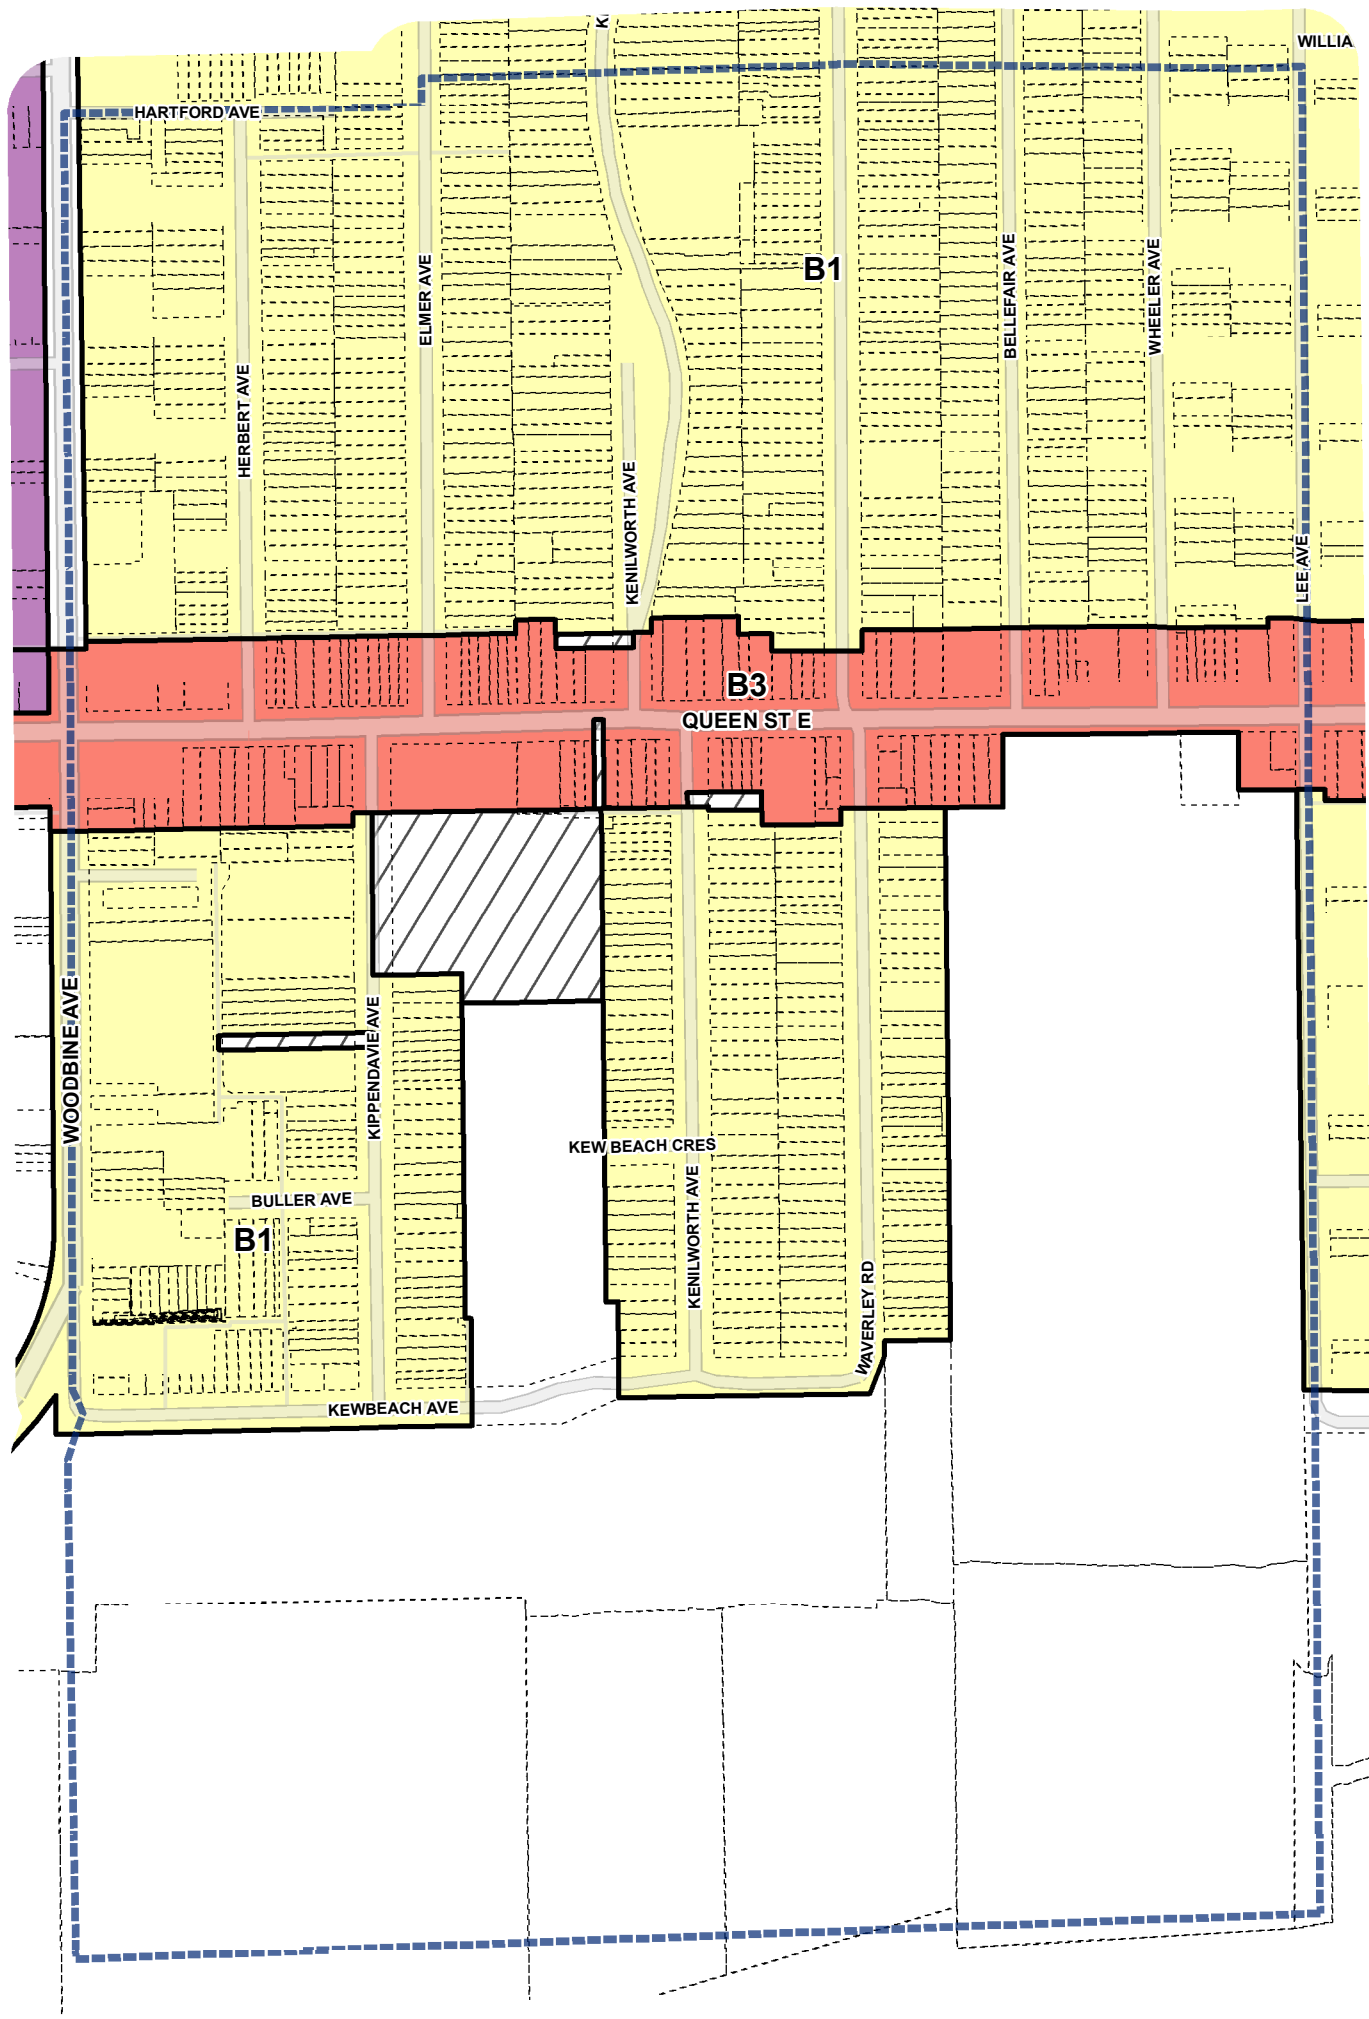 WILLIA
HARTFORD AVE
B1
ELMER AVE
BELLEFAIR AVE
WHEELER AVE
HERBERT AVE
KENILWORTH AVE
LEE AVE
B3
QUEEN ST E
WOODBINE AVE
KIPPENDAVIE AVE
KEW BEACH CRES
BULLER AVE
B1
KENILWORTH AVE
WAVERLEY RD
KEWBEACH AVE